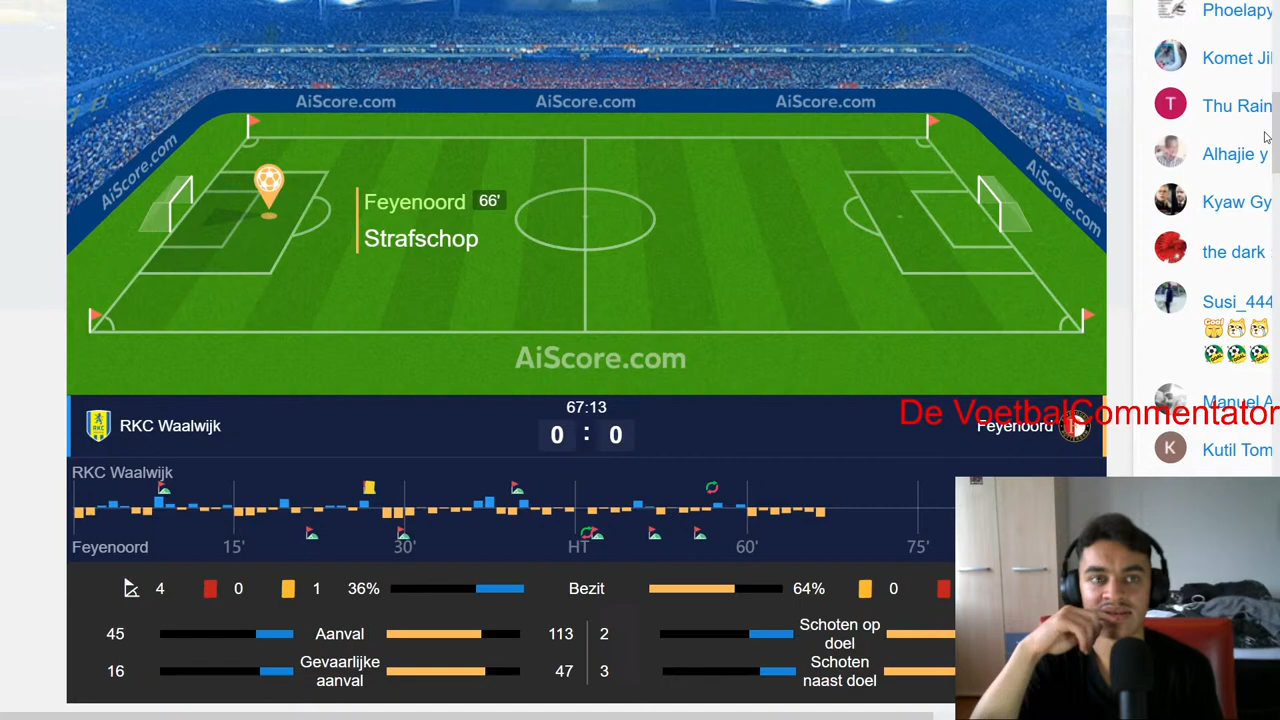 Phoelapy
Komet Ji
Thu Rain
Alhajie y
Kyaw Gy
the dark
Susi_444
Manuel A
Kutil Tom
T
K
AiScore.com
AiScore.com
AiScore.com
AiScore.com
AiScore.com
Feyenoord 66'
Strafschop
AiScore.com
67:13
RKC Waalwijk
0 : 0
Feyenoord
De VoetbalCommentator
RKC Waalwijk
Feyenoord 15' 30' HT 60' 75'
4 0 1 36% Bezit 64% 0
45 Aanval 113 2 Schoten op doel
16 Gevaarlijke aanval 47 3 Schoten naast doel